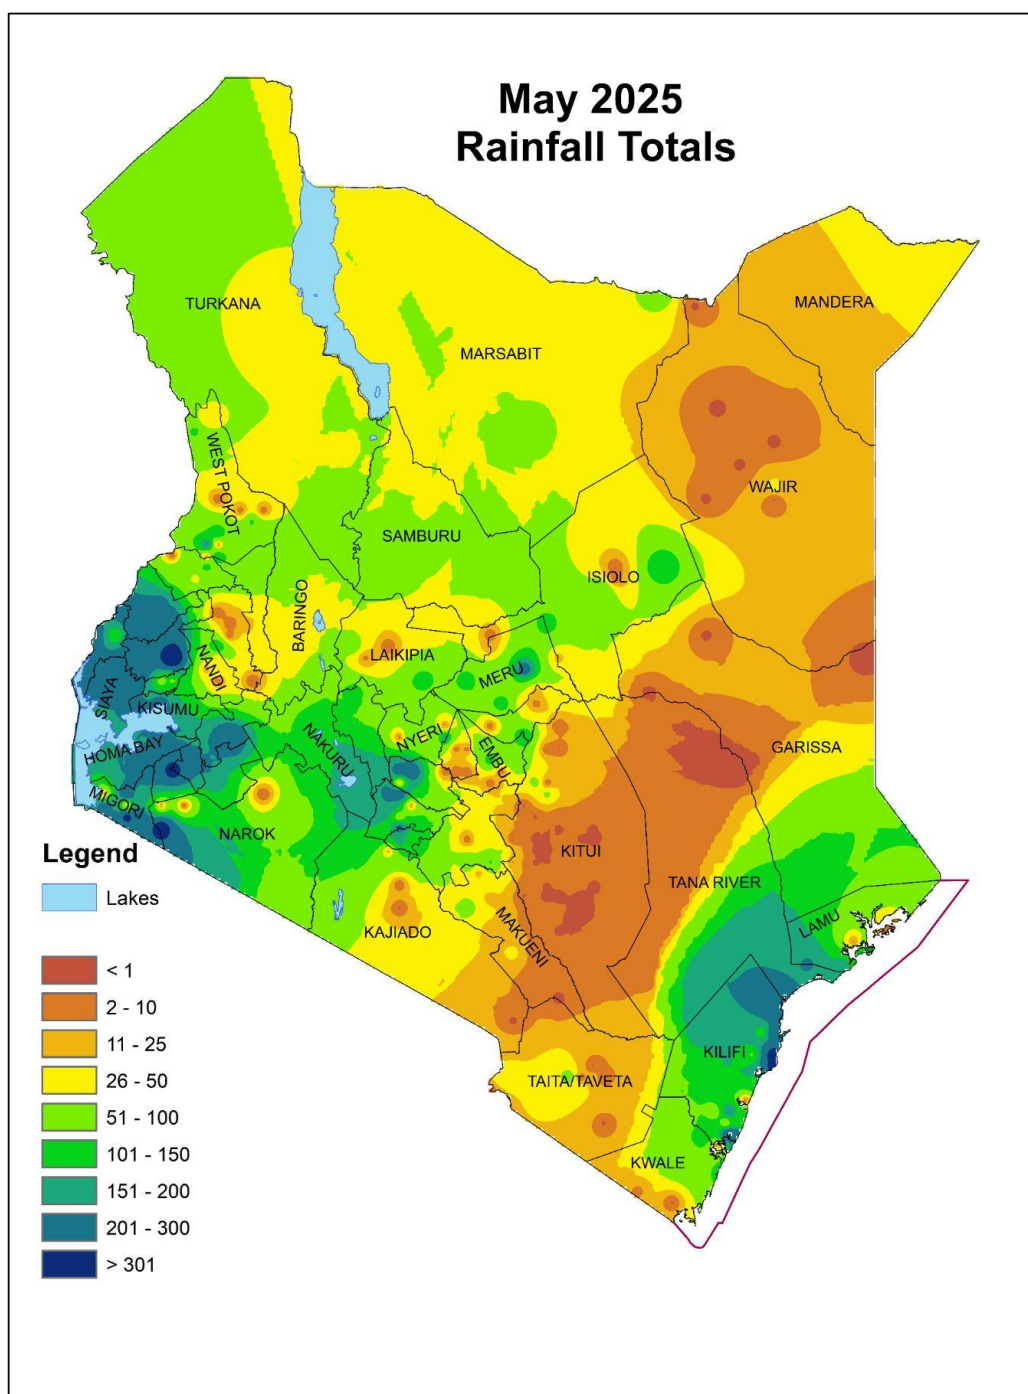 May 2025
Rainfall Totals
TURKANA
MANDERA
MARSABIT
WEST POKOT
WAJIR
SAMBURU
ISIOLO
BARINGO
NANDI
LAIKIPIA
MERU
SIAYA
KISUMU
NAKURU
NYERI
EMBU
GARISSA
HOMA BAY
MIGORI
NAROK
KITUI
TANA RIVER
LAMU
KAJIADO
MAKUENI
KILIFI
TAITA/TAVETA
KWALE
Legend
Lakes
< 1
2 - 10
11 - 25
26 - 50
51 - 100
101 - 150
151 - 200
201 - 300
> 301